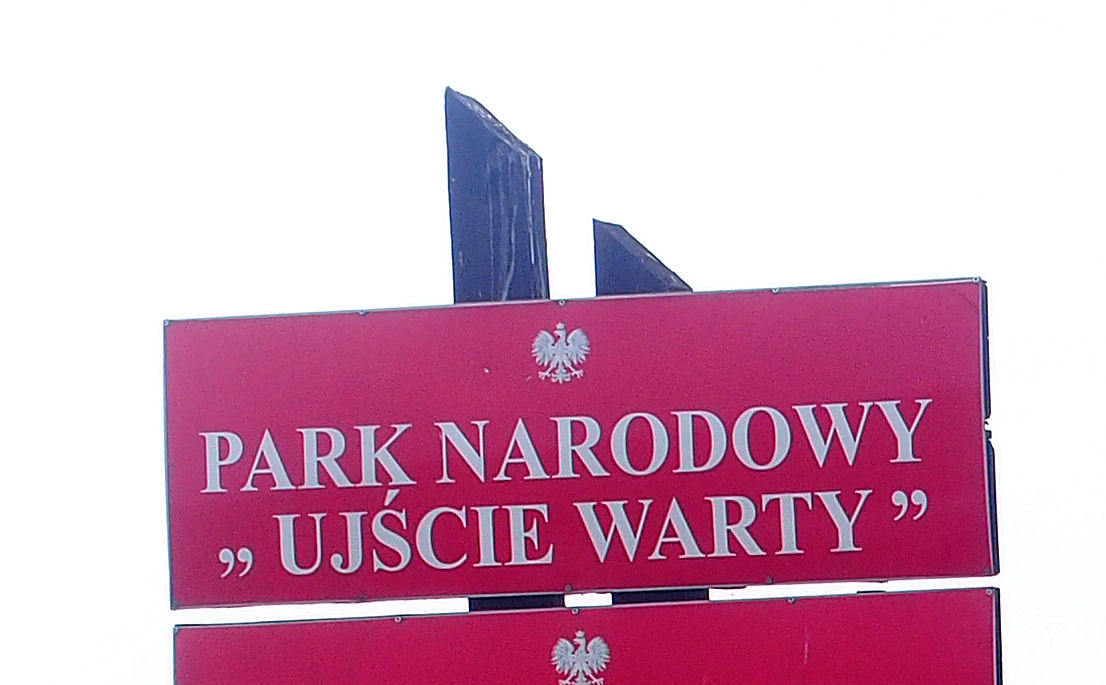 PARK NARODOWY
„ UJŚCIE WARTY ”